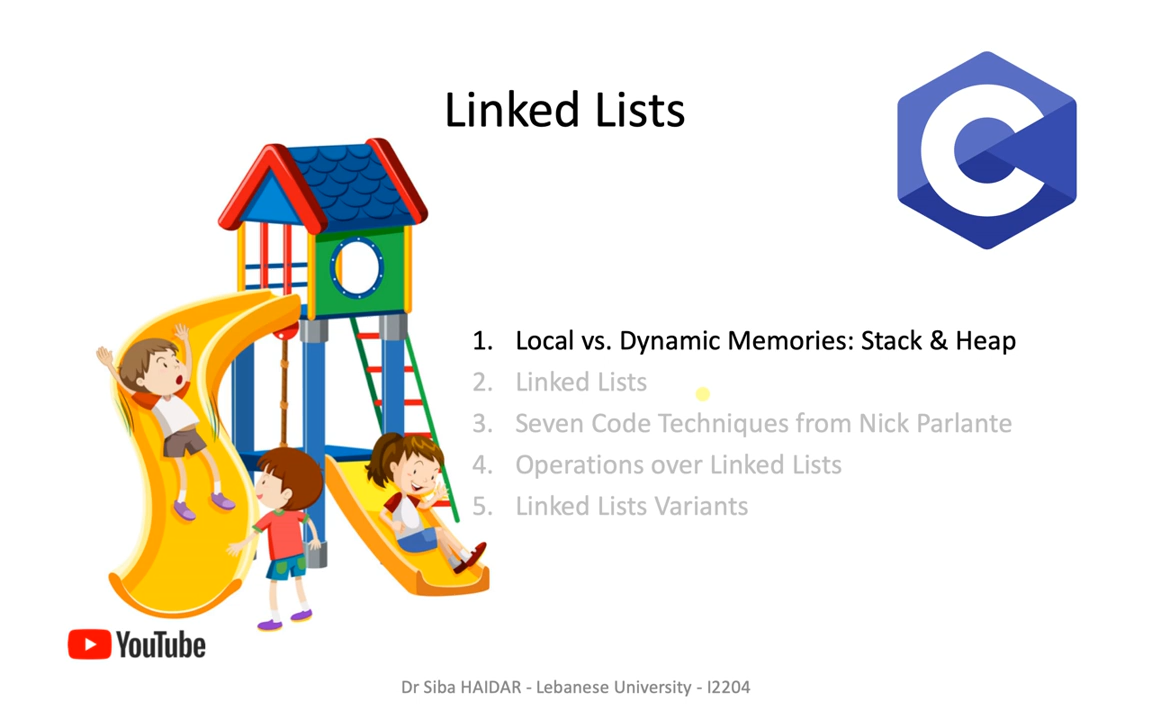 Linked Lists
C
1. Local vs. Dynamic Memories: Stack & Heap
2. Linked Lists
3. Seven Code Techniques from Nick Parlante
4. Operations over Linked Lists
5. Linked Lists Variants
YouTube
Dr Siba HAIDAR - Lebanese University - I2204